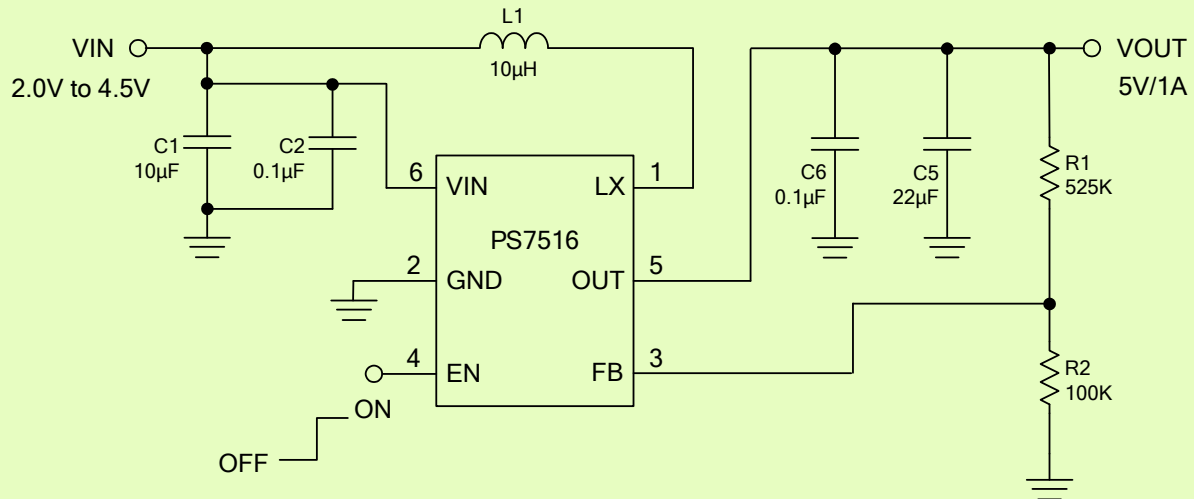 L1
10µH
VIN
2.0V to 4.5V
VOUT
5V/1A
C1
10µF
C2
0.1µF
C6
0.1µF
C5
22µF
R1
525K
6
VIN
LX
1
PS7516
2
GND
OUT
5
4
EN
FB
3
R2
100K
ON
OFF